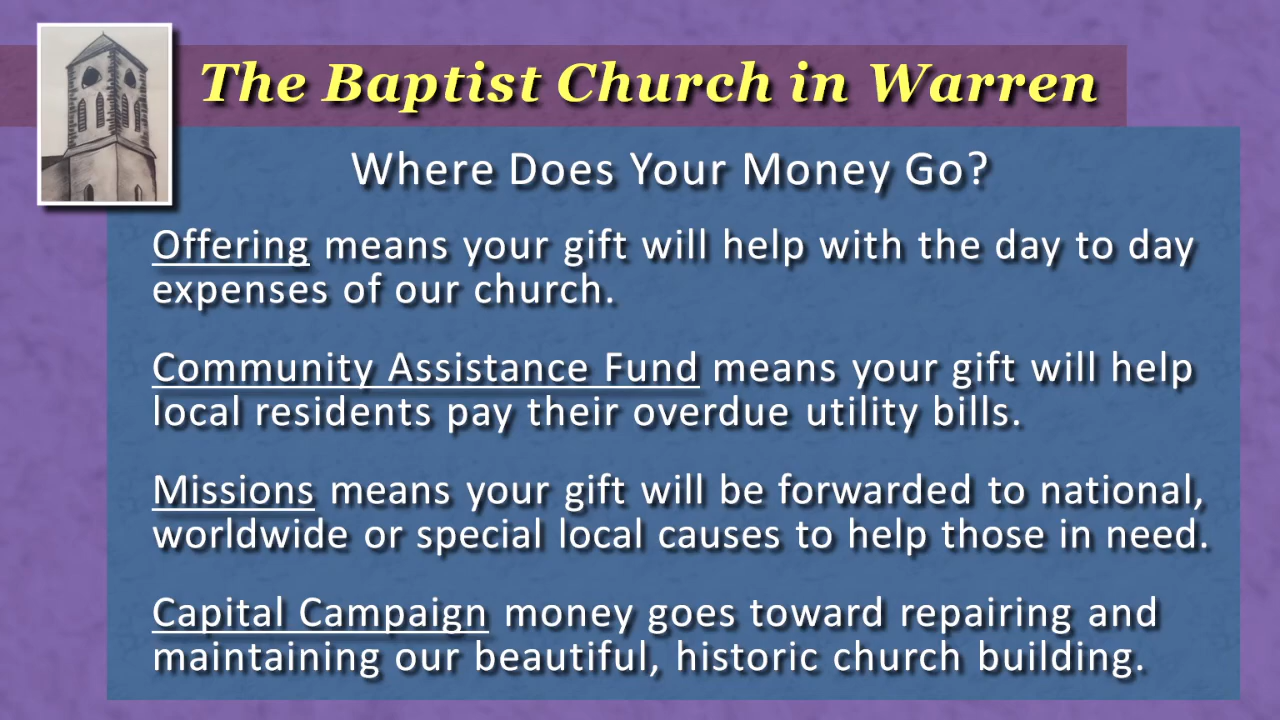 The Baptist Church in Warren
Where Does Your Money Go?
Offering means your gift will help with the day to day
expenses of our church.
Community Assistance Fund means your gift will help
local residents pay their overdue utility bills.
Missions means your gift will be forwarded to national,
worldwide or special local causes to help those in need.
Capital Campaign money goes toward repairing and
maintaining our beautiful, historic church building.